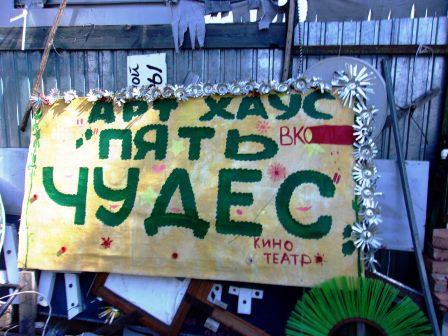 "АРТ ХАУС
"ПЯТЬ ВКО
ЧУДЕС"
КИНО
ТЕАТР